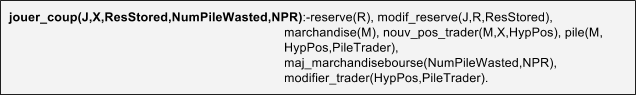 jouer_coup(J,X,ResStored,NumPileWasted,NPR):-reserve(R), modif_reserve(J,R,ResStored),
marchandise(M), nouv_pos_trader(M,X,HypPos), pile(M,
HypPos,PileTrader),
maj_marchandisebourse(NumPileWasted,NPR),
modifier_trader(HypPos,PileTrader).